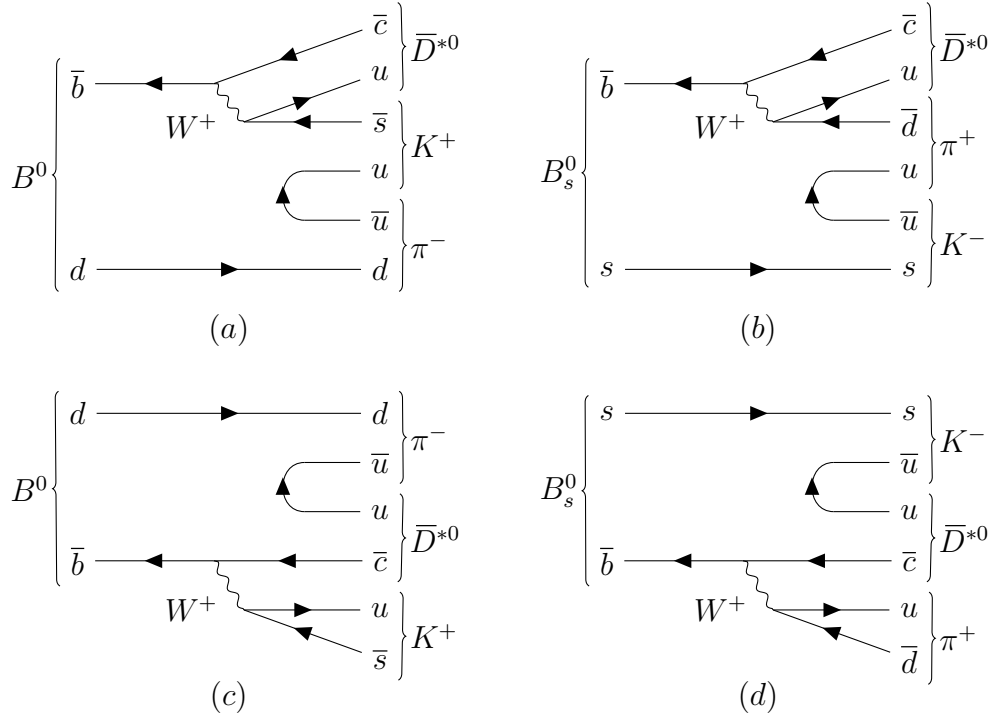 b̅ c̅ u D̅*0
W+ s̅ K+
B0 u
u̅ π−
d d
(a)
b̅ c̅ u D̅*0
W+ d̅ π+
B0s u
u̅ K−
s s
(b)
d d π−
B0 u̅
u D̅*0
b̅ c̅
W+ u K+
s̅
(c)
s s K−
B0s u̅
u D̅*0
b̅ c̅
W+ u π+
d̅
(d)